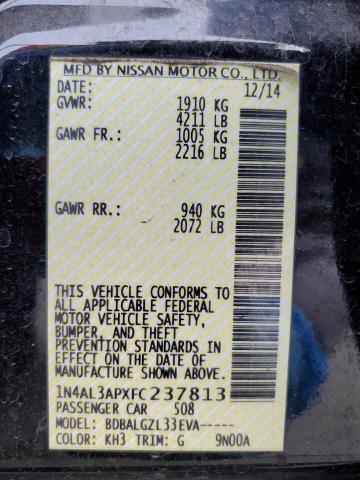 MFD BY NISSAN MOTOR CO., LTD.
DATE: 12/14
GVWR: 1910 KG
4211 LB
GAWR FR.: 1005 KG
2216 LB
GAWR RR.: 940 KG
2072 LB
THIS VEHICLE CONFORMS TO
ALL APPLICABLE FEDERAL
MOTOR VEHICLE SAFETY,
BUMPER, AND THEFT
PREVENTION STANDARDS IN
EFFECT ON THE DATE OF
MANUFACTURE SHOWN ABOVE.
1N4AL3APXFC237813
PASSENGER CAR 508
MODEL: BDBALGZL33EVA-----
COLOR: KH3 TRIM: G 9N00A